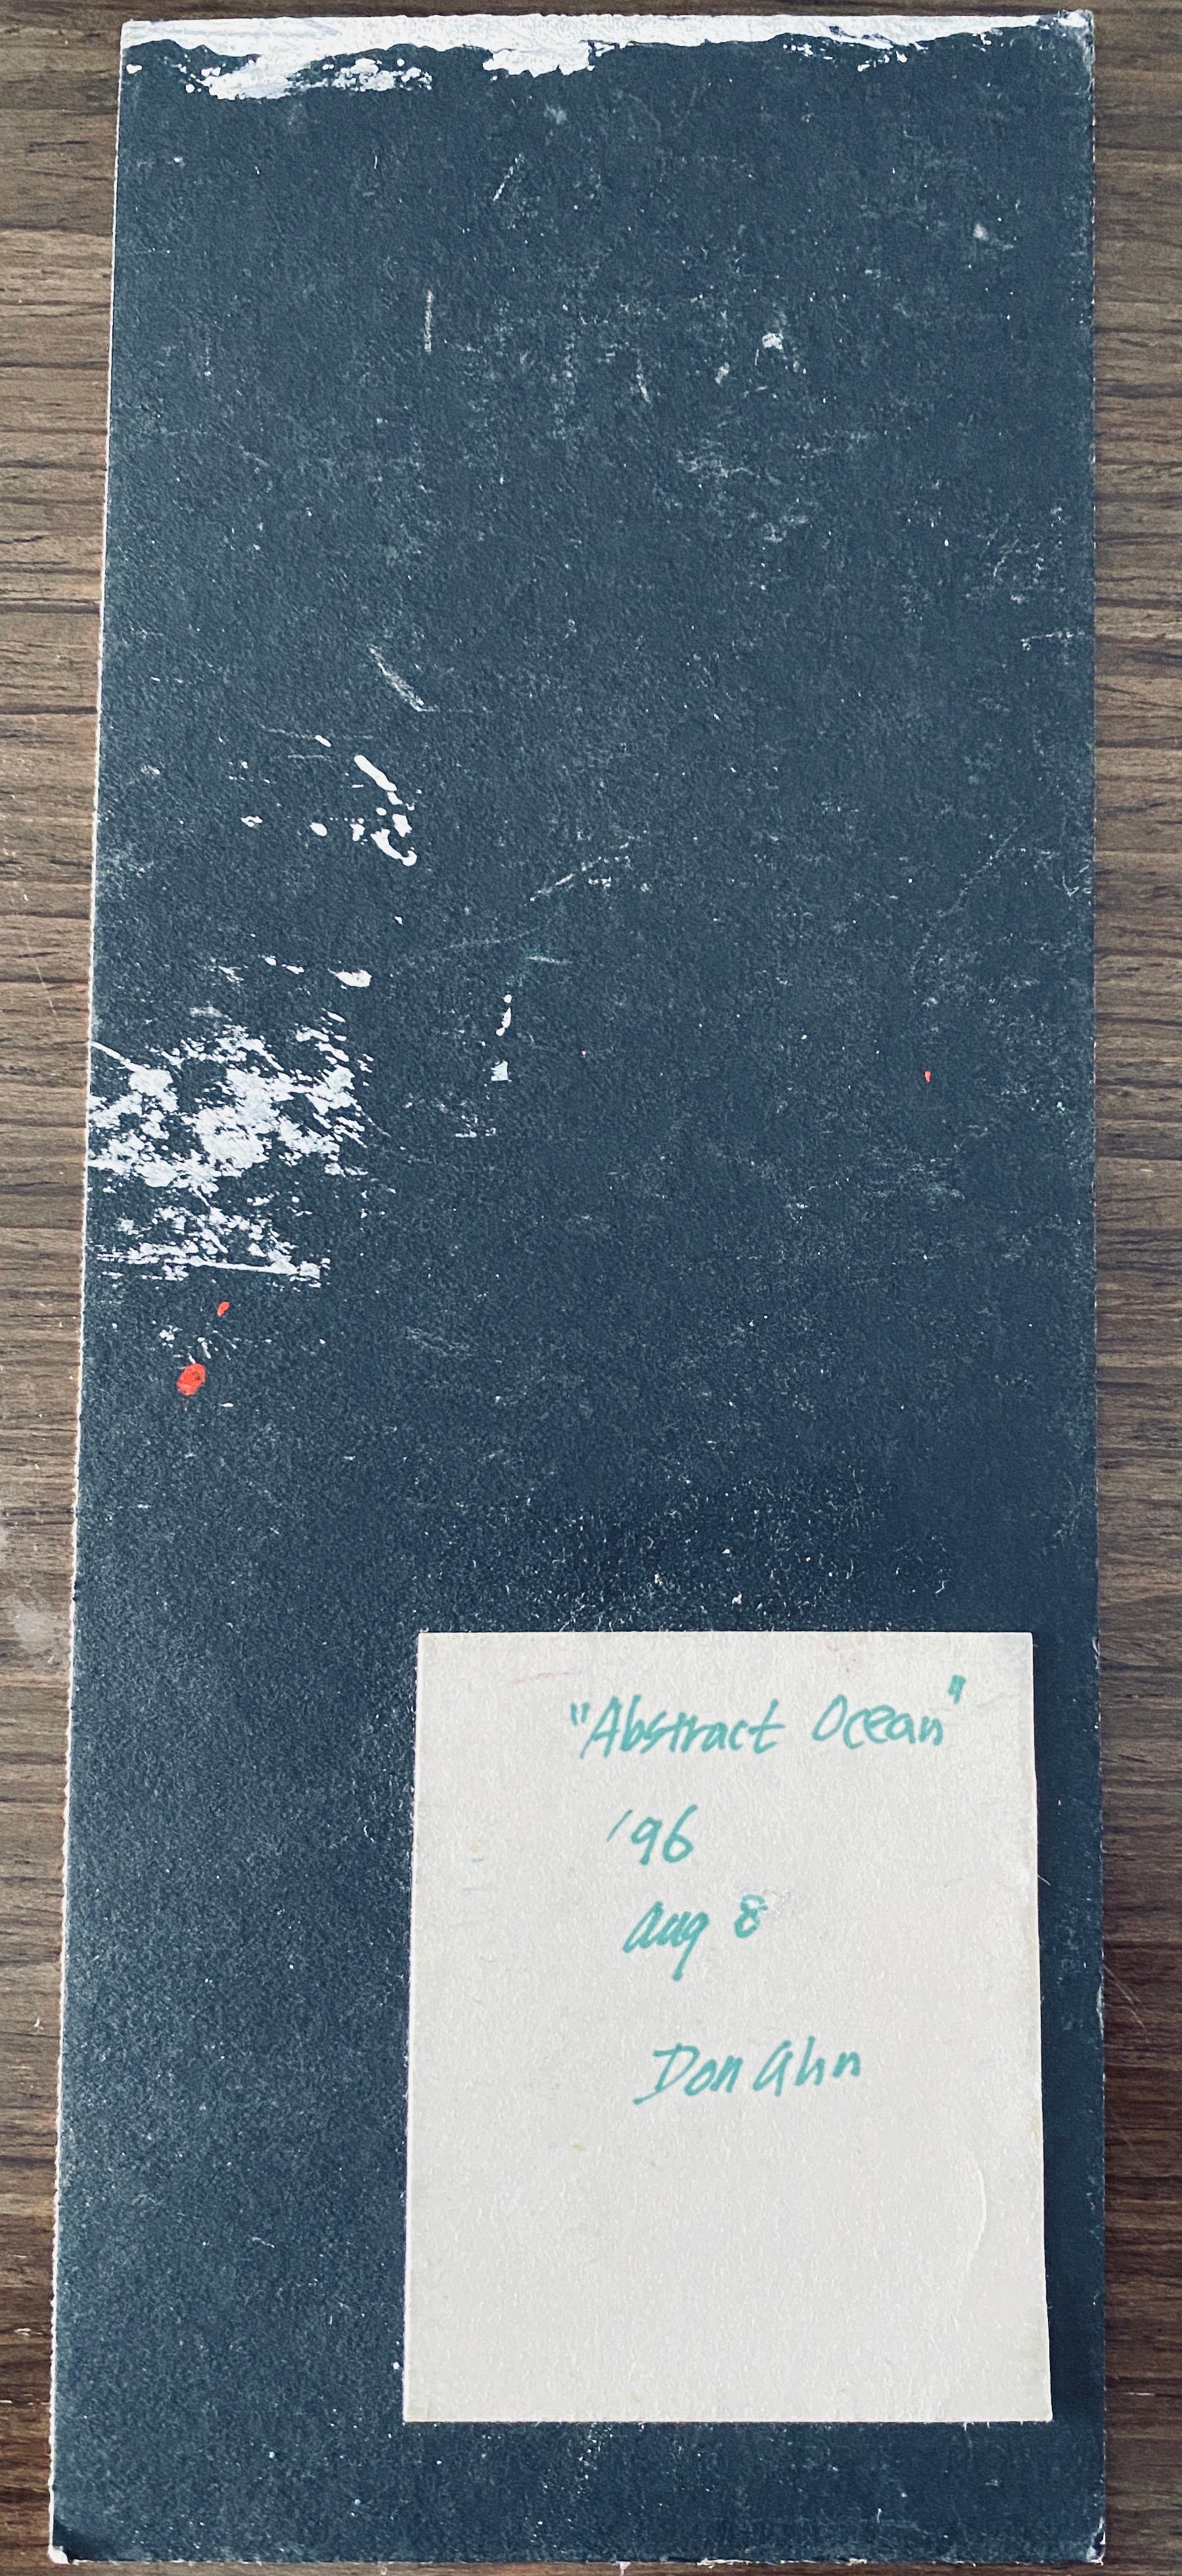 "Abstract Ocean"
'96
Aug 8
Don Ahn